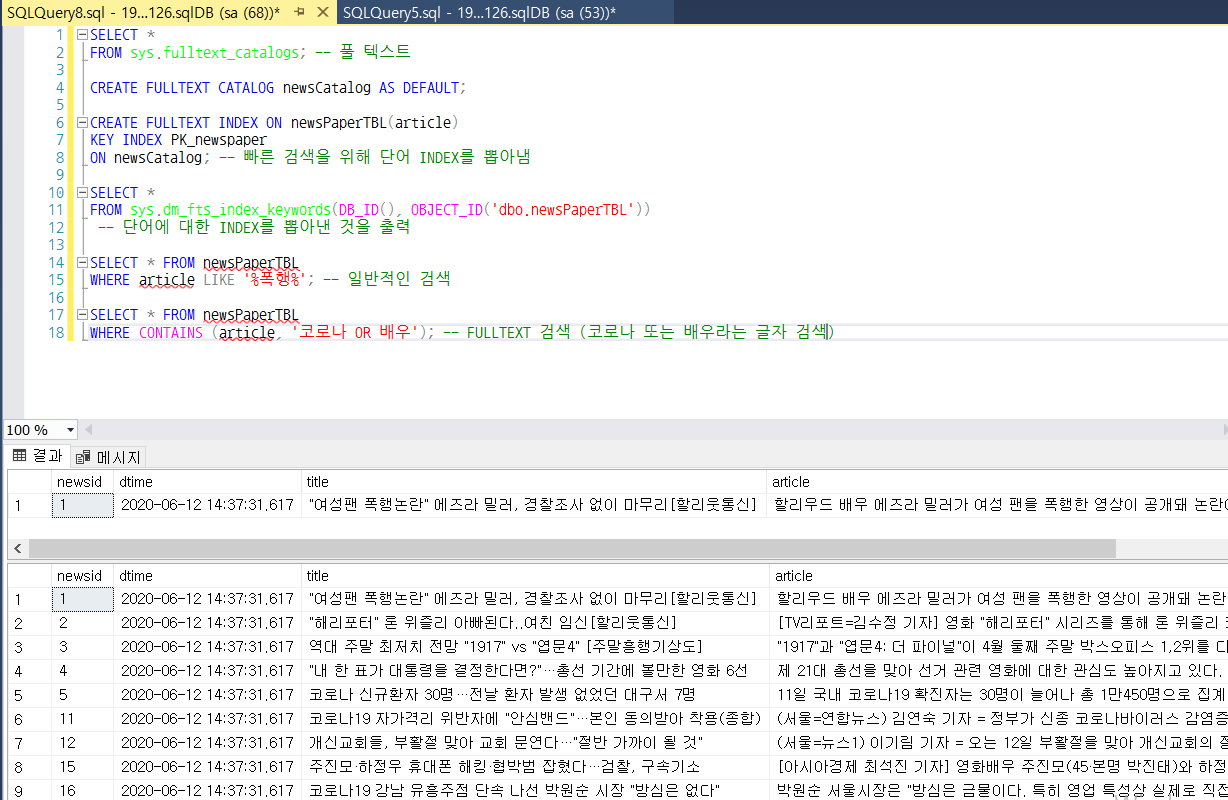 SQLQuery8.sql - 19...126.sqlDB (sa (68))* SQLQuery5.sql - 19...126.sqlDB (sa (53))*
1 SELECT *
2 FROM sys.fulltext_catalogs; -- 풀 텍스트
3
4 CREATE FULLTEXT CATALOG newsCatalog AS DEFAULT;
5
6 CREATE FULLTEXT INDEX ON newsPaperTBL(article)
7 KEY INDEX PK_newspaper
8 ON newsCatalog; -- 빠른 검색을 위해 단어 INDEX를 뽑아냄
9
10 SELECT *
11 FROM sys.dm_fts_index_keywords(DB_ID(), OBJECT_ID('dbo.newsPaperTBL'))
12 -- 단어에 대한 INDEX를 뽑아낸 것을 출력
13
14 SELECT * FROM newsPaperTBL
15 WHERE article LIKE '%폭행%'; -- 일반적인 검색
16
17 SELECT * FROM newsPaperTBL
18 WHERE CONTAINS (article, '코로나 OR 배우'); -- FULLTEXT 검색 (코로나 또는 배우라는 글자 검색)
100 %
결과 메시지
newsid dtime title article
1 1 2020-06-12 14:37:31.617 "여성팬 폭행논란" 에즈라 밀러, 경찰조사 없이 마무리[할리웃통신] 할리우드 배우 에즈라 밀러가 여성 팬을 폭행한 영상이 공개돼 논란이
newsid dtime title article
1 1 2020-06-12 14:37:31.617 "여성팬 폭행논란" 에즈라 밀러, 경찰조사 없이 마무리[할리웃통신] 할리우드 배우 에즈라 밀러가 여성 팬을 폭행한 영상이 공개돼 논란
2 2 2020-06-12 14:37:31.617 "해리포터" 론 위즐리 아빠된다..여친 임신[할리웃통신] [TV리포트=김수정 기자] 영화 "해리포터" 시리즈를 통해 론 위즐리
3 3 2020-06-12 14:37:31.617 역대 주말 최저치 전망 "1917" vs "엽문4" [주말흥행기상도] "1917"과 "엽문4: 더 파이널"이 4월 둘째 주말 박스오피스 1,2위를 다
4 4 2020-06-12 14:37:31.617 "내 한 표가 대통령을 결정한다면?"…총선 기간에 볼만한 영화 6선 제 21대 총선을 맞아 선거 관련 영화에 대한 관심도 높아지고 있다.
5 5 2020-06-12 14:37:31.617 코로나 신규환자 30명…전날 환자 발생 없었던 대구서 7명 11일 국내 코로나19 확진자는 30명이 늘어나 총 1만450명으로 집계
6 11 2020-06-12 14:37:31.617 코로나19 자가격리 위반자에 "안심밴드"…본인 동의받아 착용(종합) (서울=연합뉴스) 김연숙 기자 = 정부가 신종 코로나바이러스 감염증
7 12 2020-06-12 14:37:31.617 개신교회들, 부활절 맞아 교회 문연다…"절반 가까이 될 것" (서울=뉴스1) 이기림 기자 = 오는 12일 부활절을 맞아 개신교회의 절
8 15 2020-06-12 14:37:31.617 주진모·하정우 휴대폰 해킹·협박범 잡혔다…검찰, 구속기소 [아시아경제 최석진 기자] 영화배우 주진모(45·본명 박진태)와 하정
9 16 2020-06-12 14:37:31.617 코로나19 강남 유흥주점 단속 나선 박원순 시장 "방심은 없다" 박원순 서울시장은 "방심은 금물이다. 특히 영업 특성상 실제로 직접